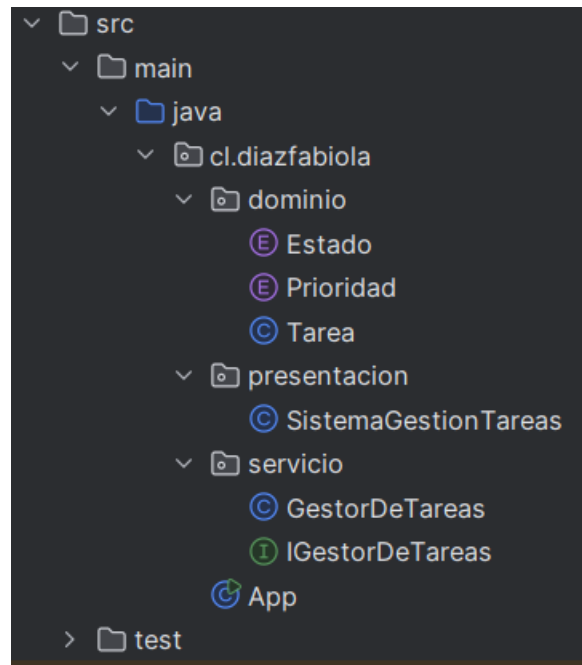 src
main
java
cl.diazfabiola
dominio
E Estado
E Prioridad
C Tarea
presentacion
C SistemaGestionTareas
servicio
C GestorDeTareas
I IGestorDeTareas
C App
test